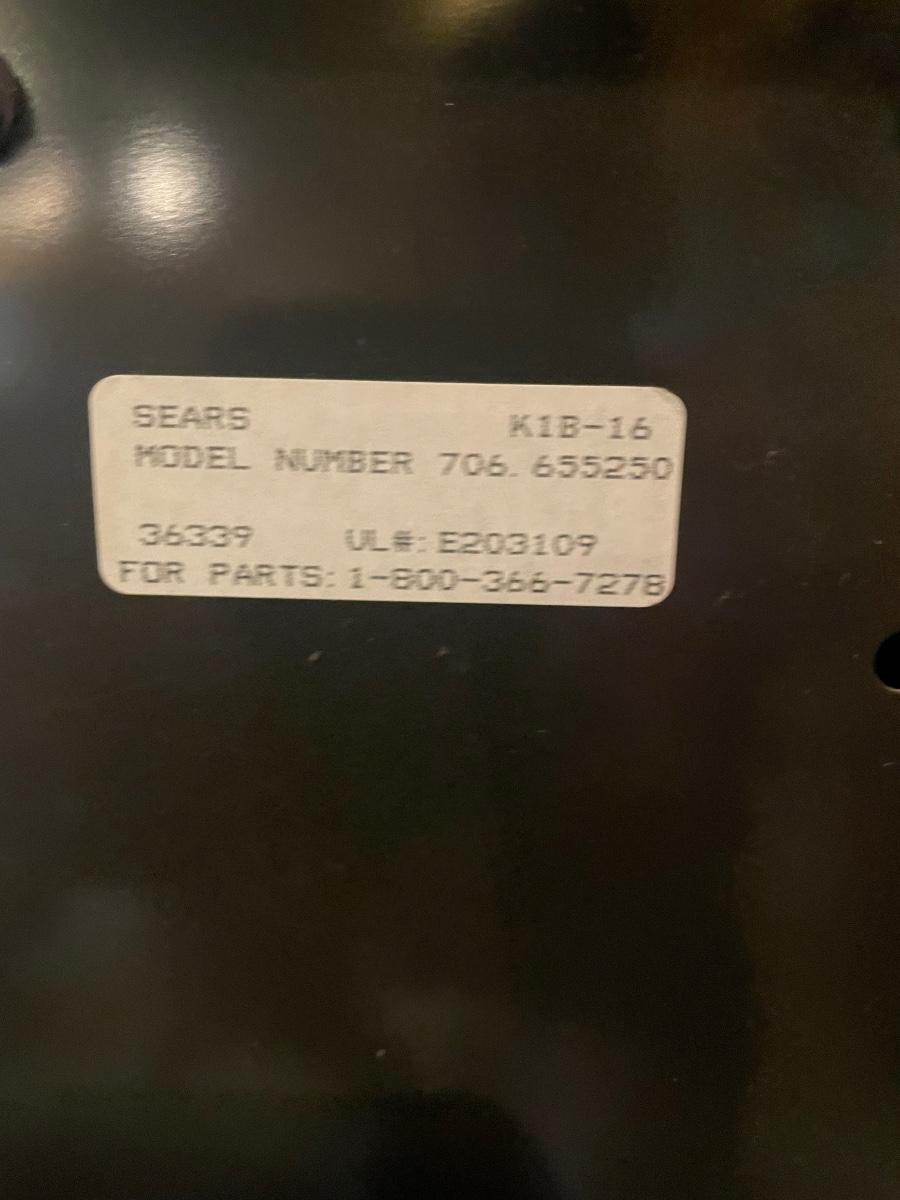 SEARS K1B-16
MODEL NUMBER 706.655250
36339 UL#: E203109
FOR PARTS: 1-800-366-7278